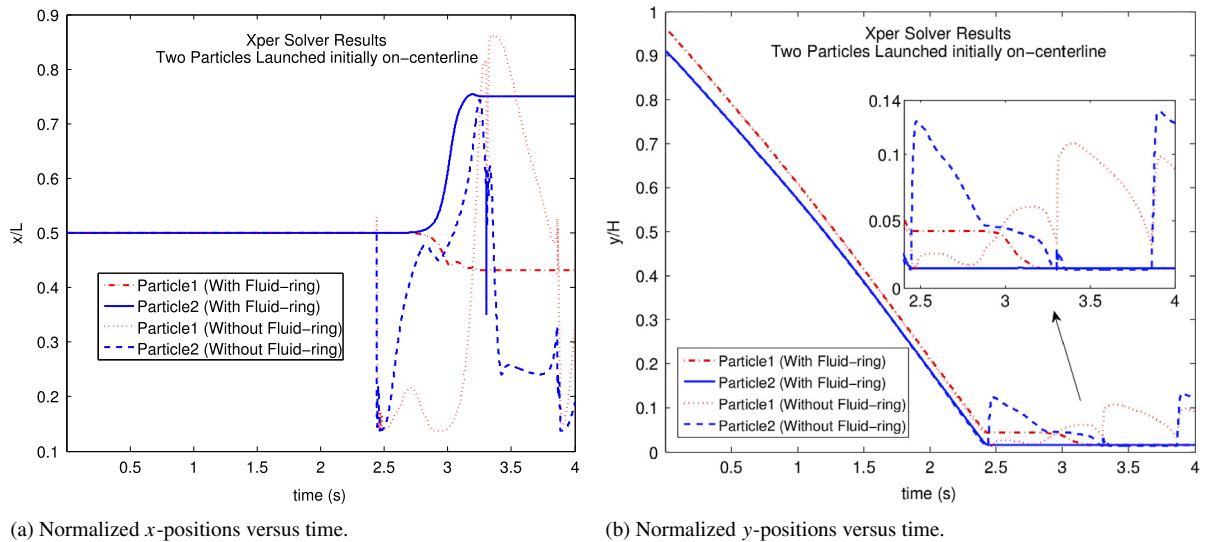 Xper Solver Results
Two Particles Launched initially on−centerline
0.9
0.8
0.7
0.6
0.5
0.4
0.3
0.2
0.1
x/L
Particle1 (With Fluid−ring)
Particle2 (With Fluid−ring)
Particle1 (Without Fluid−ring)
Particle2 (Without Fluid−ring)
0.5 1 1.5 2 2.5 3 3.5 4
time (s)
(a) Normalized x-positions versus time.
Xper Solver Results
Two Particles Launched initially on−centerline
1
0.9
0.8
0.7
0.6
0.5
0.4
0.3
0.2
0.1
0
y/H
0.14
0.1
0.05
0
2.5 3 3.5 4
Particle1 (With Fluid−ring)
Particle2 (With Fluid−ring)
Particle1 (Without Fluid−ring)
Particle2 (Without Fluid−ring)
0.5 1 1.5 2 2.5 3 3.5 4
time (s)
(b) Normalized y-positions versus time.